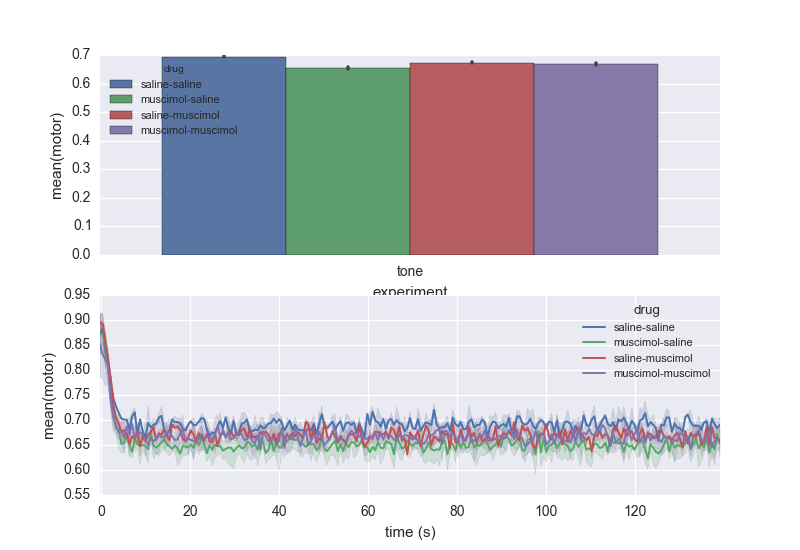 0.7
0.6
0.5
0.4
0.3
0.2
0.1
0.0
mean(motor)
drug
saline-saline
muscimol-saline
saline-muscimol
muscimol-muscimol
tone
experiment
0.95
0.90
0.85
0.80
0.75
0.70
0.65
0.60
0.55
mean(motor)
drug
saline-saline
muscimol-saline
saline-muscimol
muscimol-muscimol
0 20 40 60 80 100 120
time (s)